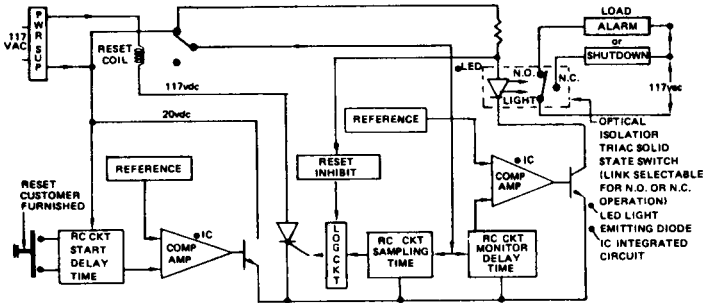 117
VAC
PWR SUP
RESET
COIL
117vdc
20vdc
LOAD
ALARM
or
SHUTDOWN
117vac
LED
N.O.
N.C.
LIGHT
OPTICAL
ISOLATIOR
TRIAC SOLID
STATE SWITCH
(LINK SELECTABLE
FOR N.O. OR N.C.
OPERATION)
LED LIGHT
EMITTING DIODE
IC INTEGRATED
CIRCUIT
REFERENCE
RESET
INHIBIT
IC
COMP
AMP
REFERENCE
RESET
CUSTOMER
FURNISHED
RC CKT
START
DELAY
TIME
IC
COMP
AMP
LOG CKT
RC CKT
SAMPLING
TIME
RC CKT
MONITOR
DELAY
TIME